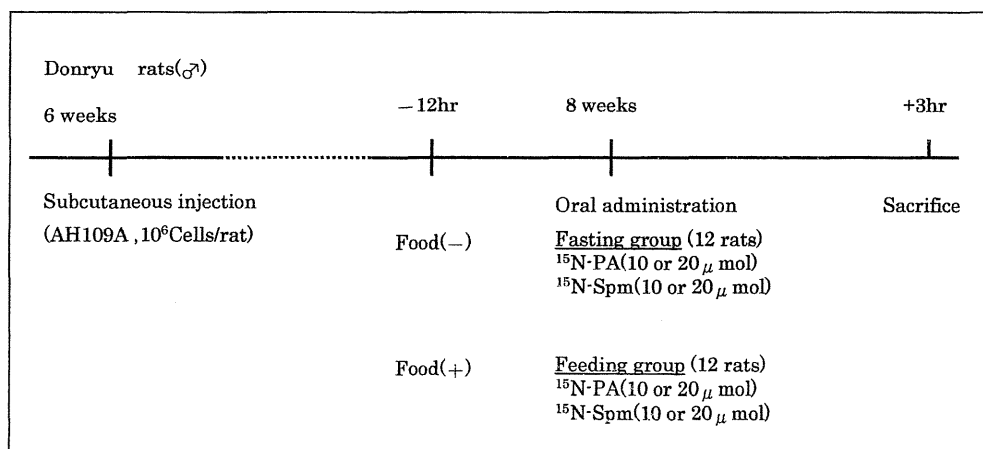 Donryu rats(♂)
6 weeks
−12hr
8 weeks
+3hr
Subcutaneous injection
(AH109A , 10⁶Cells/rat)
Oral administration
Sacrifice
Food(−)
Fasting group (12 rats)
¹⁵N-PA(10 or 20 μ mol)
¹⁵N-Spm(10 or 20 μ mol)
Food(+)
Feeding group (12 rats)
¹⁵N-PA(10 or 20 μ mol)
¹⁵N-Spm(10 or 20 μ mol)